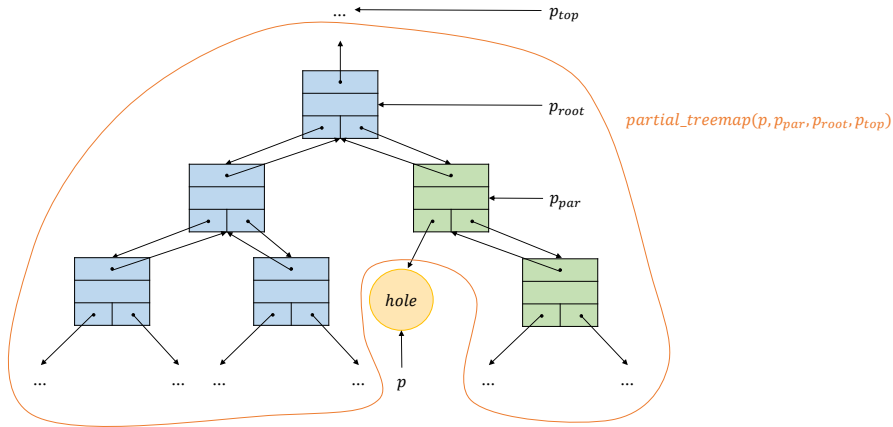 ...
p_top
p_root
partial_treemap(p, p_par, p_root, p_top)
p_par
hole
... ... ... ... p ... ...